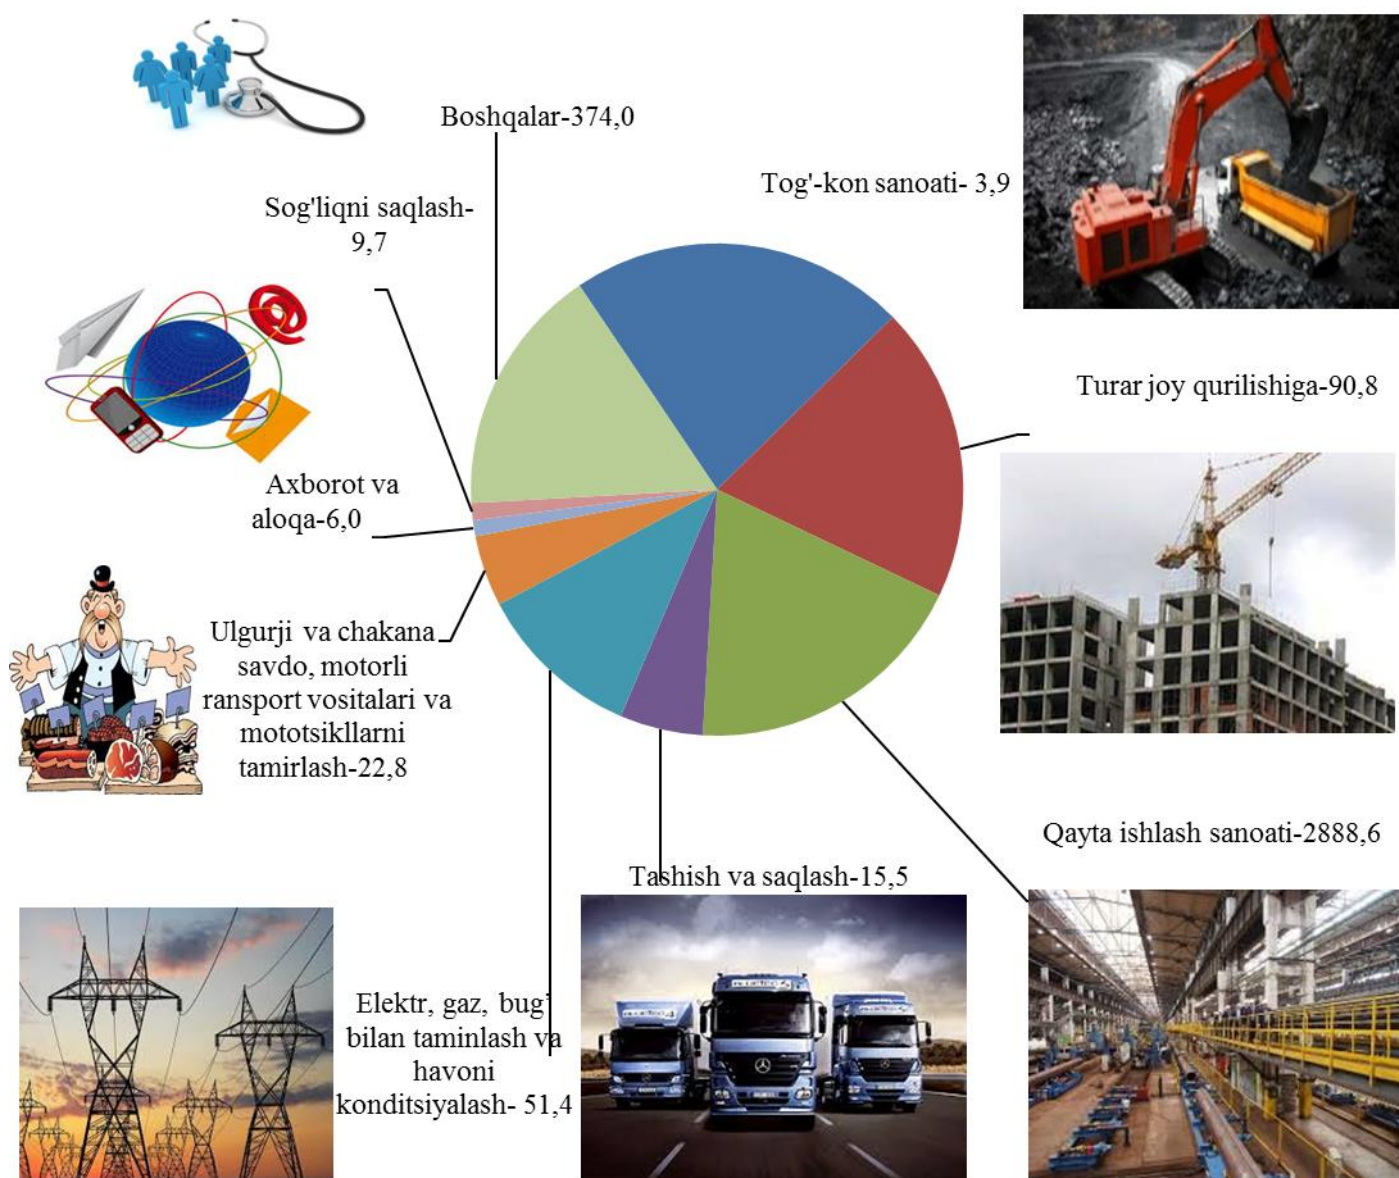 Boshqalar-374,0
Tog'-kon sanoati- 3,9
Sog'liqni saqlash-
9,7
Turar joy qurilishiga-90,8
Axborot va
aloqa-6,0
Ulgurji va chakana
savdo, motorli
ransport vositalari va
mototsikllarni
tamirlash-22,8
Qayta ishlash sanoati-2888,6
Tashish va saqlash-15,5
Elektr, gaz, bug'
bilan taminlash va
havoni
konditsiyalash- 51,4